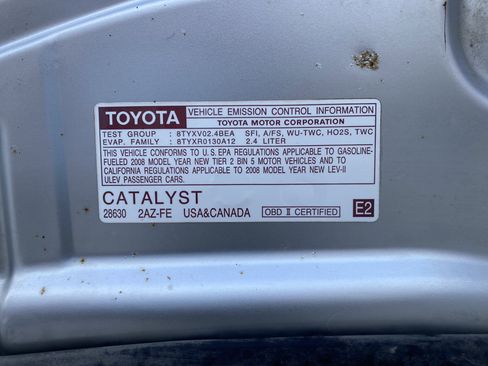 TOYOTA VEHICLE EMISSION CONTROL INFORMATION
TOYOTA MOTOR CORPORATION
TEST GROUP : 8TYXV02.4BEA SFI, A/FS, WU-TWC, HO2S, TWC
EVAP. FAMILY : 8TYXR0130A12 2.4 LITER
THIS VEHICLE CONFORMS TO U.S.EPA REGULATIONS APPLICABLE TO GASOLINE-
FUELED 2008 MODEL YEAR NEW TIER 2 BIN 5 MOTOR VEHICLES AND TO
CALIFORNIA REGULATIONS APPLICABLE TO 2008 MODEL YEAR NEW LEV-II
ULEV PASSENGER CARS.
CATALYST
28630 2AZ-FE USA&CANADA OBD II CERTIFIED E2